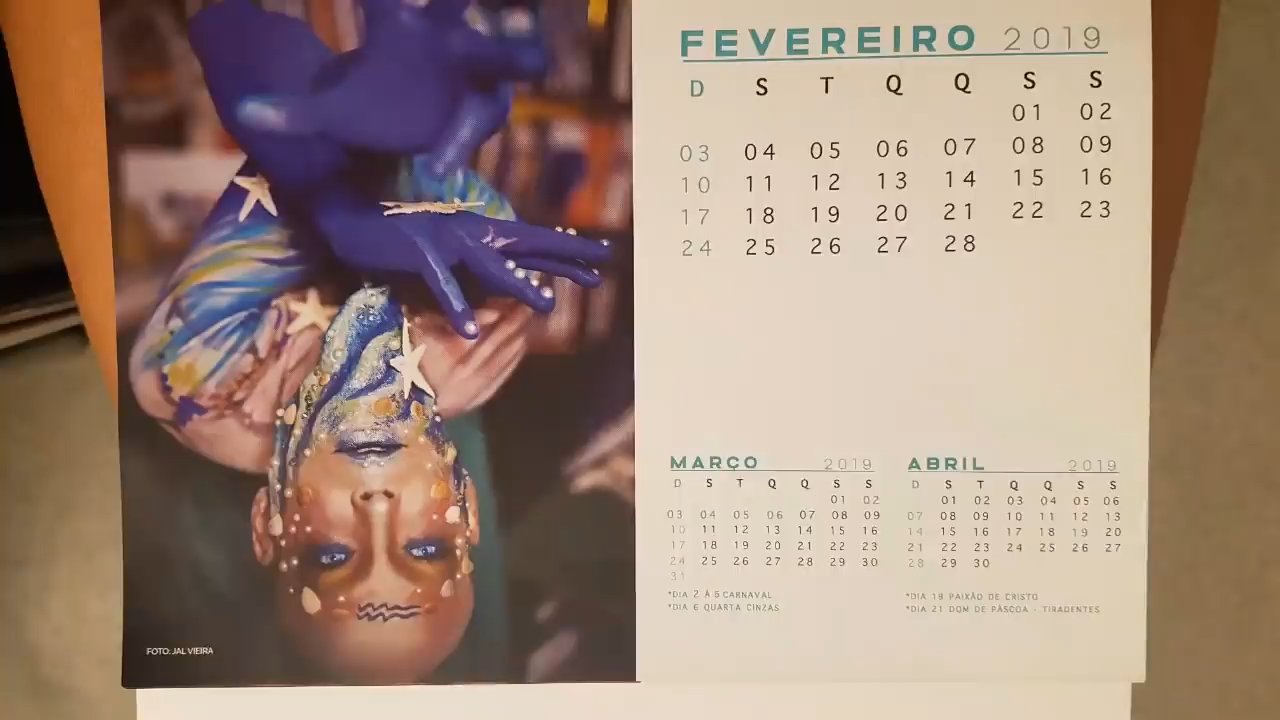 FEVEREIRO 2019
D S T Q Q S S
01 02
03 04 05 06 07 08 09
10 11 12 13 14 15 16
17 18 19 20 21 22 23
24 25 26 27 28
MARÇO 2019
D S T Q Q S S
01 02
03 04 05 06 07 08 09
10 11 12 13 14 15 16
17 18 19 20 21 22 23
24 25 26 27 28 29 30
31
*DIA 2 À 5 CARNAVAL
*DIA 6 QUARTA CINZAS
ABRIL 2019
D S T Q Q S S
01 02 03 04 05 06
07 08 09 10 11 12 13
14 15 16 17 18 19 20
21 22 23 24 25 26 27
28 29 30
*DIA 19 PAIXÃO DE CRISTO
*DIA 21 DOM DE PÁSCOA - TIRADENTES
FOTO: JAL VIEIRA